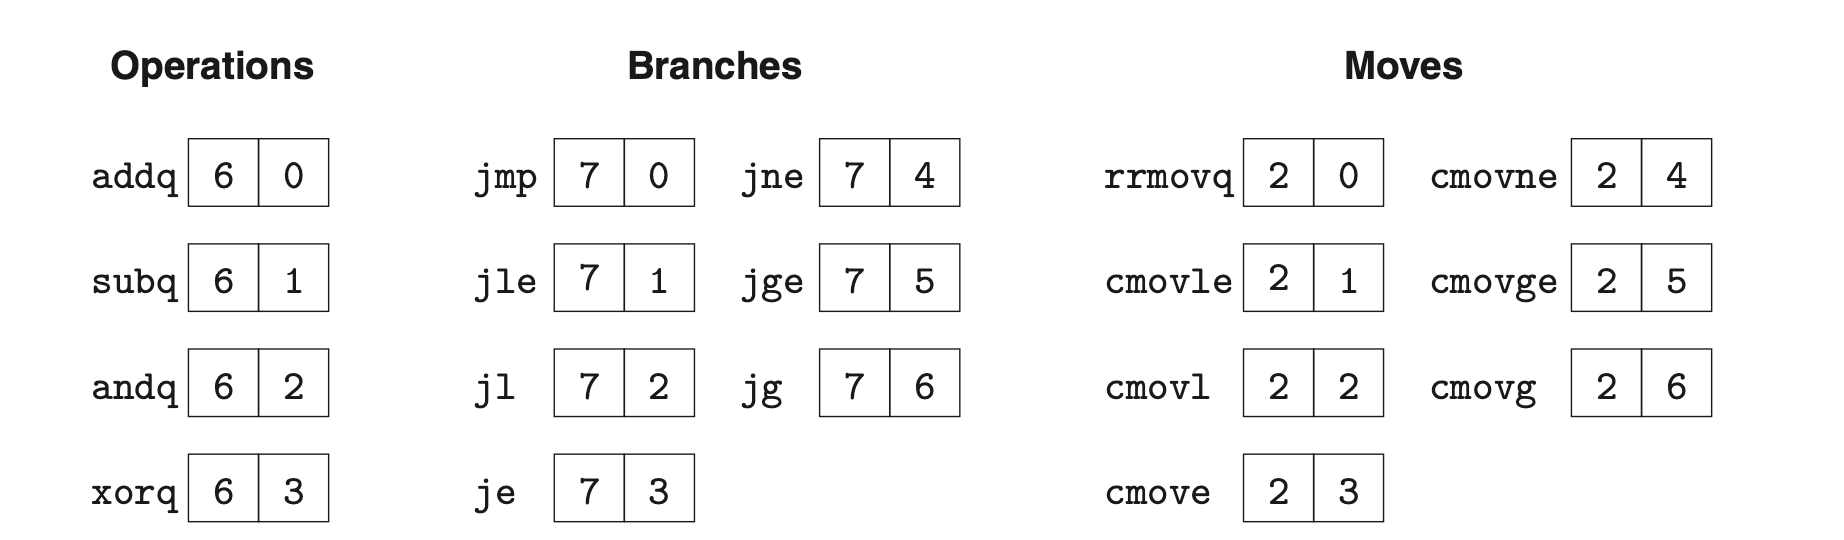 Operations Branches Moves
addq 6 0 jmp 7 0 jne 7 4 rrmovq 2 0 cmovne 2 4
subq 6 1 jle 7 1 jge 7 5 cmovle 2 1 cmovge 2 5
andq 6 2 jl 7 2 jg 7 6 cmovl 2 2 cmovg 2 6
xorq 6 3 je 7 3 cmove 2 3